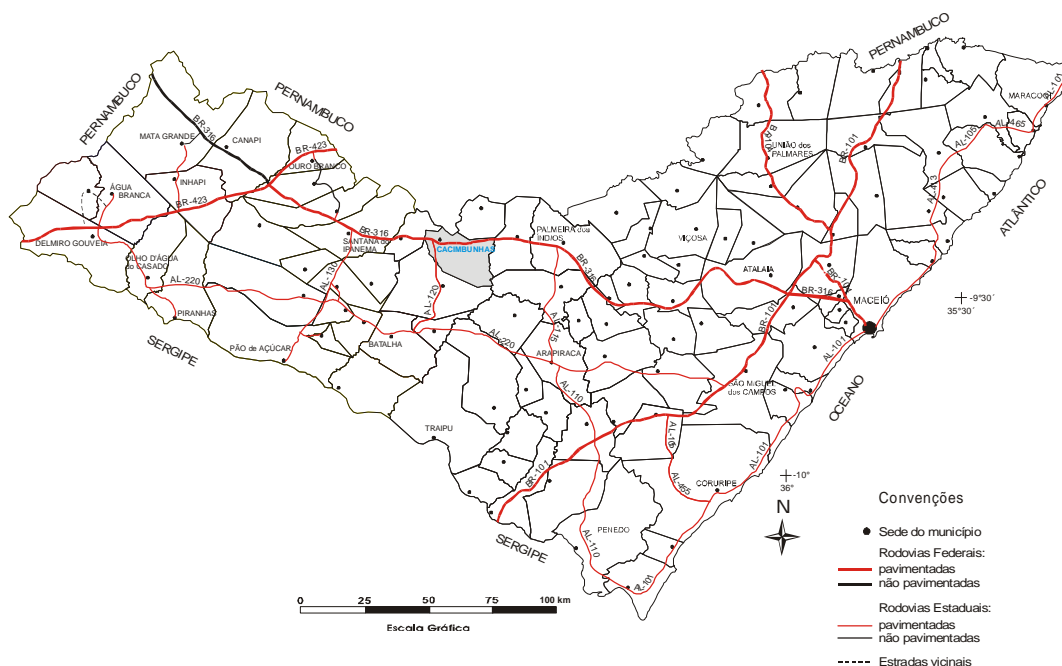 PERNAMBUCO
MARACOGI
AL-101
AL-465
AL-105
PERNAMBUCO
PERNAMBUCO
BR-316
MATA GRANDE
CANAPI
BR-423
OURO BRANCO
INHAPI
ÁGUA
BRANCA
BR-423
DELMIRO GOUVEIA
UNIÃO dos
PALMARES
BR-101
AL-413
ATLÂNTICO
BR-316
SANTANA do
IPANEMA
CACIMBUNHAS
PALMEIRA dos
ÍNDIOS
VIÇOSA
OLHO D'ÁGUA
do CASADO
AL-220
AL-130
AL-120
BR-316
ATALAIA
BR-316
BR-104
MACEIÓ
-9°30´
35°30´
PIRANHAS
SERGIPE
PÃO de AÇÚCAR
BATALHA
AL-220
AL-115
ARAPIRACA
BR-101
AL-101
SÃO MIGUEL
dos CAMPOS
OCEANO
AL-110
TRAIPU
BR-101
AL-455
CORURIPE
AL-101
-10°
36°
SERGIPE
PENEDO
AL-110
AL-101
N
0 25 50 75 100 km
Escala Gráfica
Convenções
Sede do município
Rodovias Federais:
pavimentadas
não pavimentadas
Rodovias Estaduais:
pavimentadas
não pavimentadas
Estradas vicinais